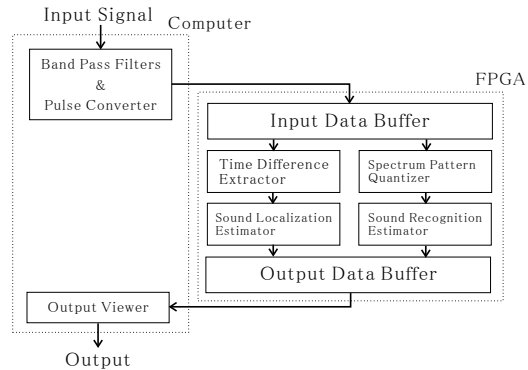 Input Signal
Computer
Band Pass Filters
&
Pulse Converter
FPGA
Input Data Buffer
Time Difference
Extractor
Spectrum Pattern
Quantizer
Sound Localization
Estimator
Sound Recognition
Estimator
Output Data Buffer
Output Viewer
Output